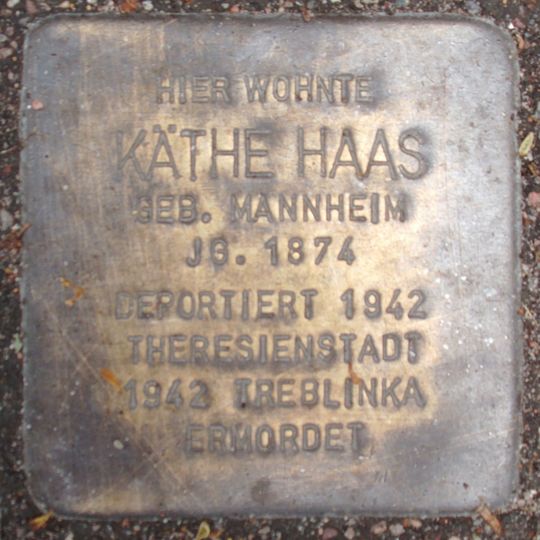 HIER WOHNTE
KÄTHE HAAS
GEB. MANNHEIM
JG. 1874
DEPORTIERT 1942
THERESIENSTADT
1942 TREBLINKA
ERMORDET